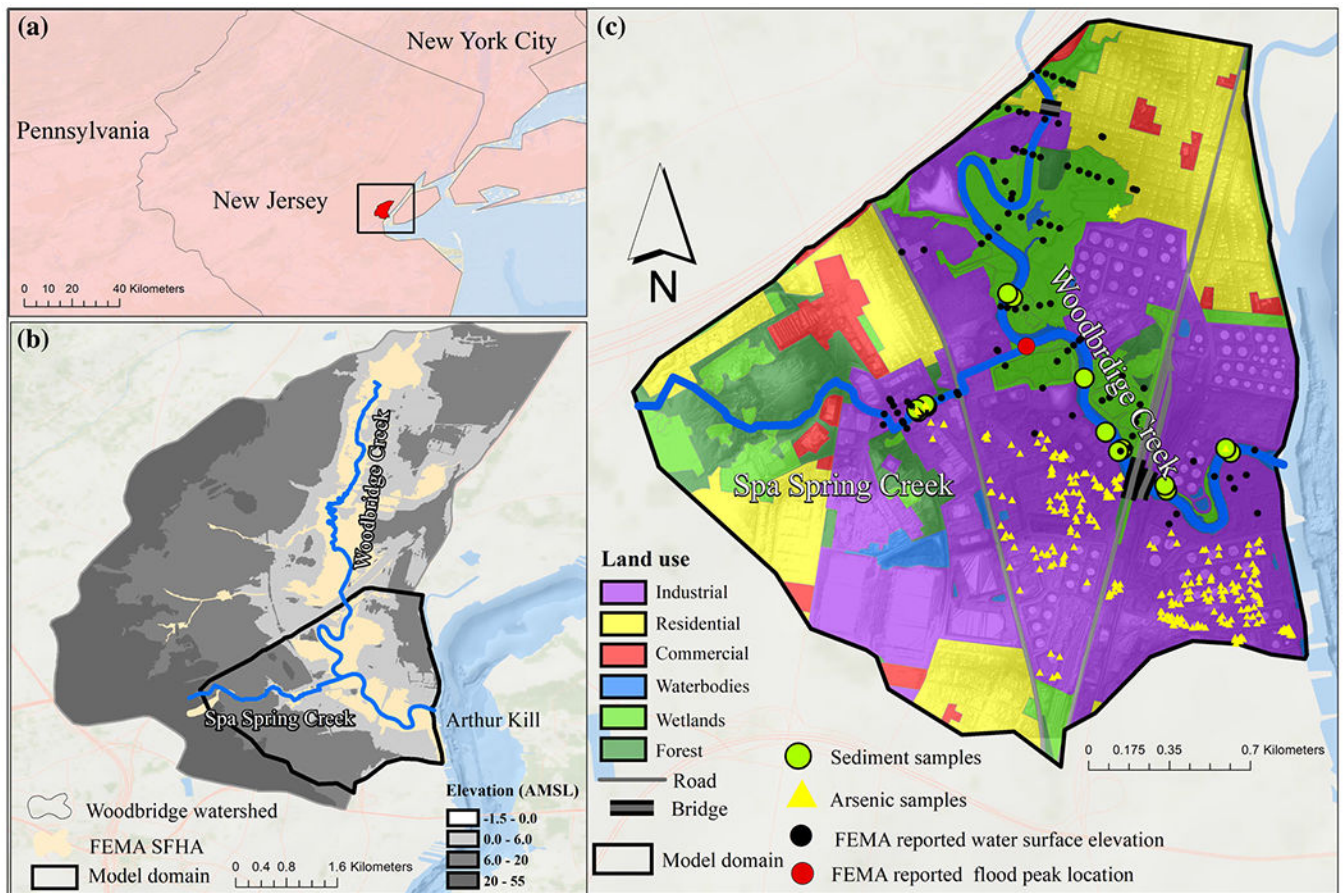 (a)
New York City
Pennsylvania
New Jersey
0 10 20 40 Kilometers
(b)
Woodbridge Creek
Spa Spring Creek
Arthur Kill
Woodbridge watershed
FEMA SFHA
Model domain
0 0.4 0.8 1.6 Kilometers
Elevation (AMSL)
-1.5 - 0.0
0.0 - 6.0
6.0 - 20
20 - 55
(c)
N
Woodbrdige Creek
Spa Spring Creek
Land use
Industrial
Residential
Commercial
Waterbodies
Wetlands
Forest
Road
Bridge
Model domain
0 0.175 0.35 0.7 Kilometers
Sediment samples
Arsenic samples
FEMA reported water surface elevation
FEMA reported flood peak location